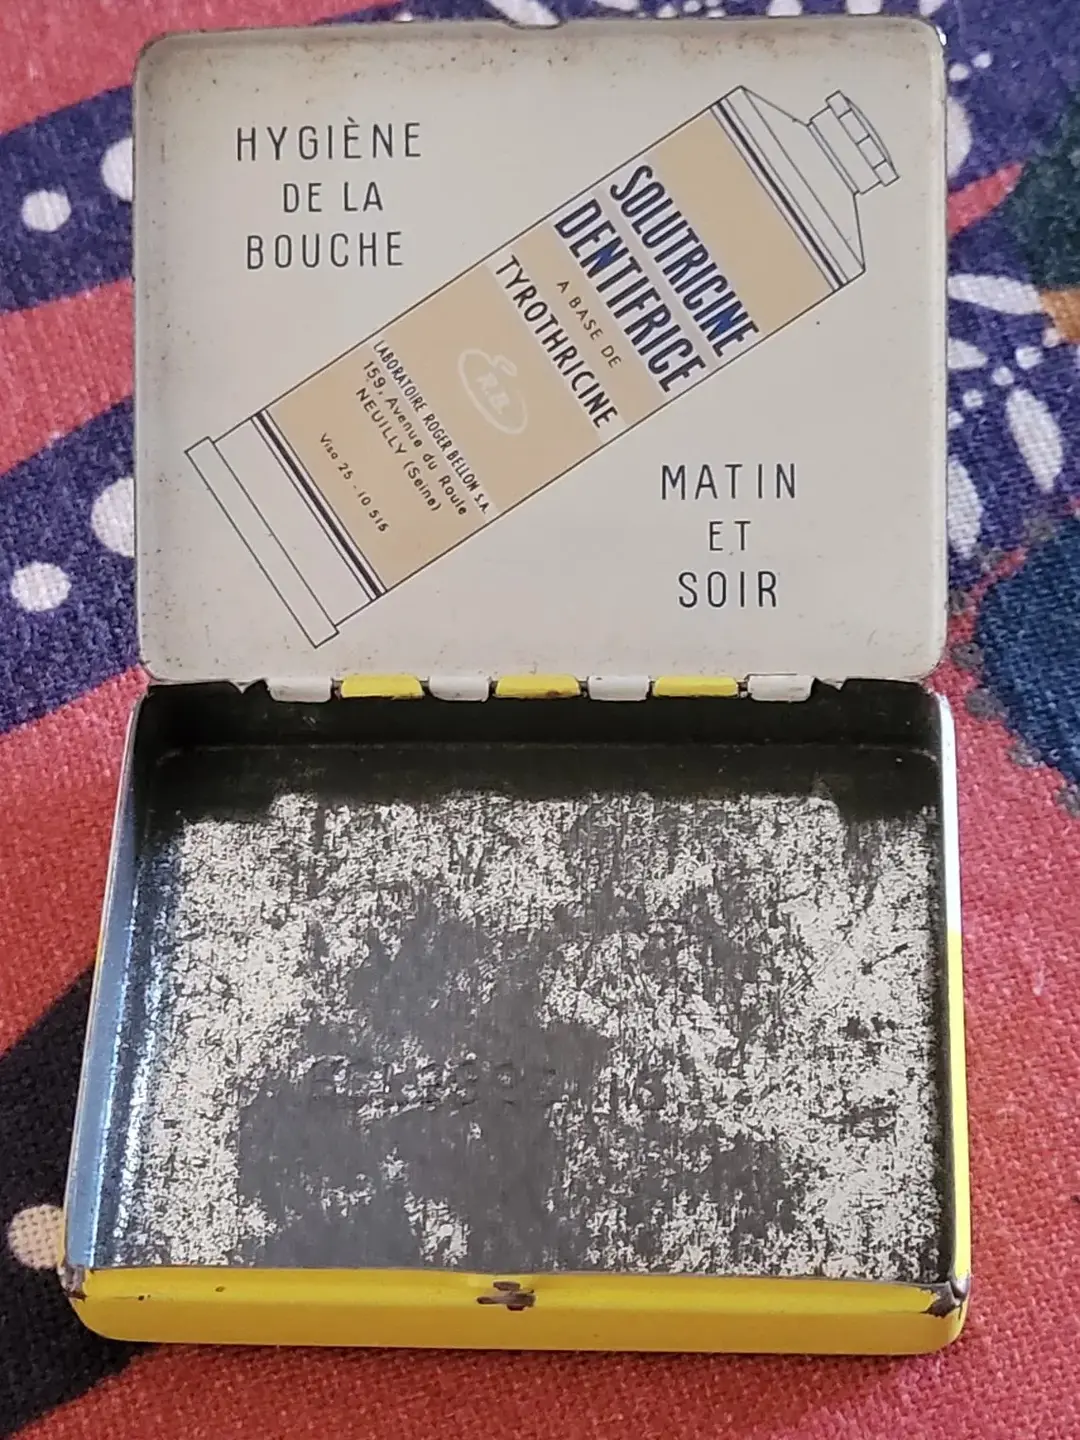 HYGIÈNE
DE LA
BOUCHE
SOLUTRICINE
DENTIFRICE
A BASE DE
TYROTHRICINE
R.B.
LABORATOIRE ROGER BELLON S.A.
159, Avenue du Roule
NEUILLY (Seine)
Visa 25 - 10 516
MATIN
ET
SOIR